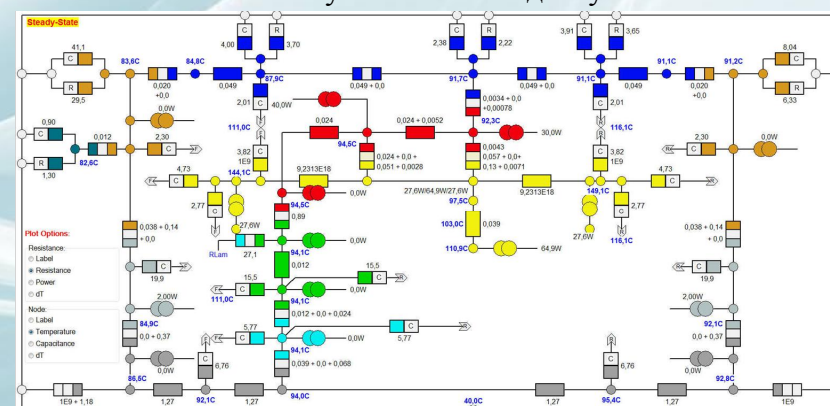 Steady-State
C
R
C
R
C
R
4,00
3,70
2,38
2,22
3,91
3,65
41,1
C
83,6C
84,8C
87,9C
91,7C
91,1C
91,1C
91,2C
8,04
C
R
29,5
0,020
+0,0
0,049
0,049 + 0,0
0,049 + 0,0
0,049
0,020
+0,0
R
6,33
2,01
C
40,0W
0,0034 + 0,0
+0,00078
2,01
C
0,90
C
0,012
0,0W
111,0C
0,024
0,024 + 0,0052
92,3C
30,0W
116,1C
0,0W
2,30
C
94,5C
2,30
C
R
1,30
82,6C
3,82
C
1E9
0,024 + 0,0 +
0,051 + 0,0028
0,0043
0,057 + 0,0 +
0,13 + 0,0071
3,82
C
1E9
4,73
C
144,1C
9,2313E18
27,6W/64,9W/27,6W
149,1C
9,2313E18
4,73
C
2,77
C
94,5C
0,0W
97,5C
2,77
C
27,6W
0,89
103,0C
0,039
27,6W
116,1C
0,038 + 0,14
+ 0,0
RLam
27,1
94,1C
0,0W
110,9C
64,9W
0,038 + 0,14
+ 0,0
Plot Options:
Resistance:
Label
Resistance
Power
dT
Node:
Label
Temperature
Capacitance
dT
C
19,9
0,012
15,5
C
15,5
C
111,0C
94,1C
0,0W
C
19,9
2,00W
0,012 + 0,0 + 0,024
2,00W
84,9C
0,0 + 0,37
5,77
C
0,0W
C
5,77
94,1C
92,1C
0,0 + 0,37
0,0W
C
6,76
0,039 + 0,0 + 0,068
C
6,76
0,0W
86,5C
92,1C
94,0C
40,0C
95,4C
92,8C
1E9 + 1,18
1,27
1,27
1,27
1,27
1E9